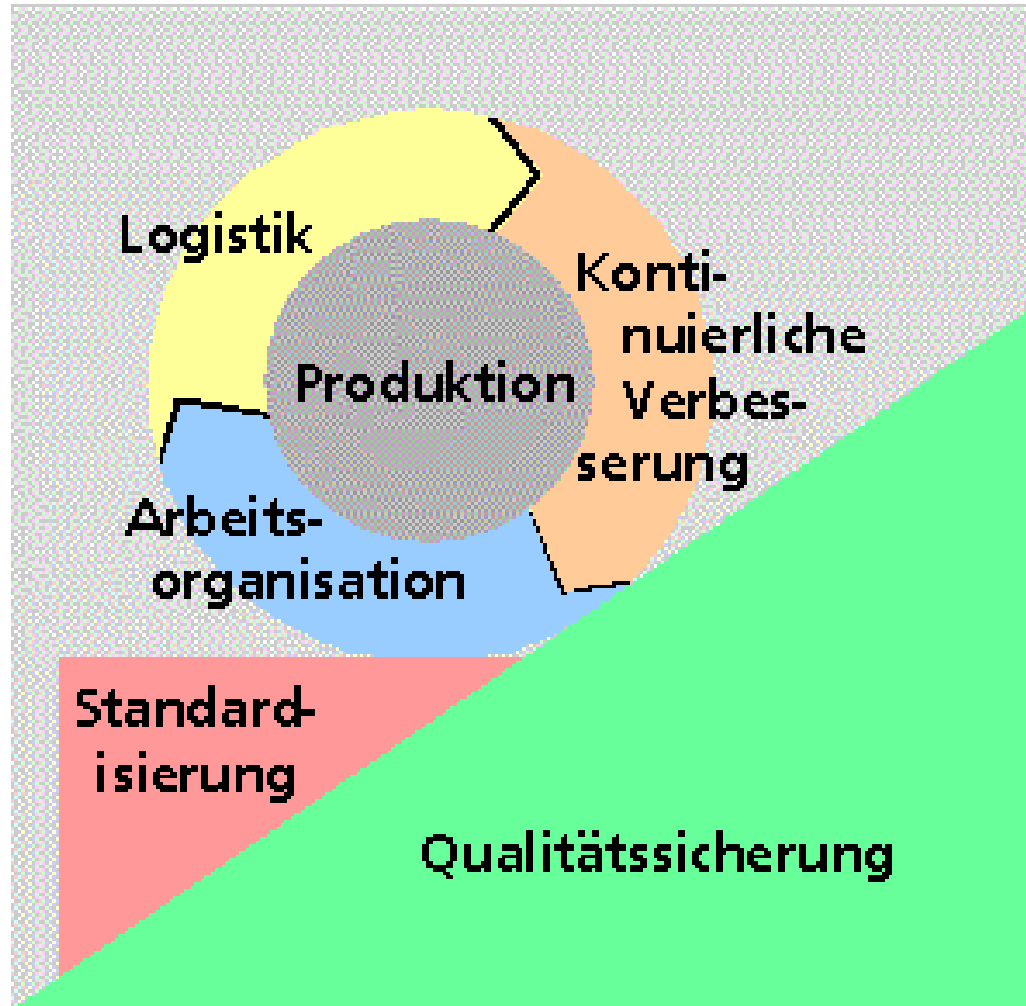 Logistik
Konti-
nuierliche
Verbes-
serung
Produktion
Arbeits-
organisation
Standard-
isierung
Qualitätssicherung